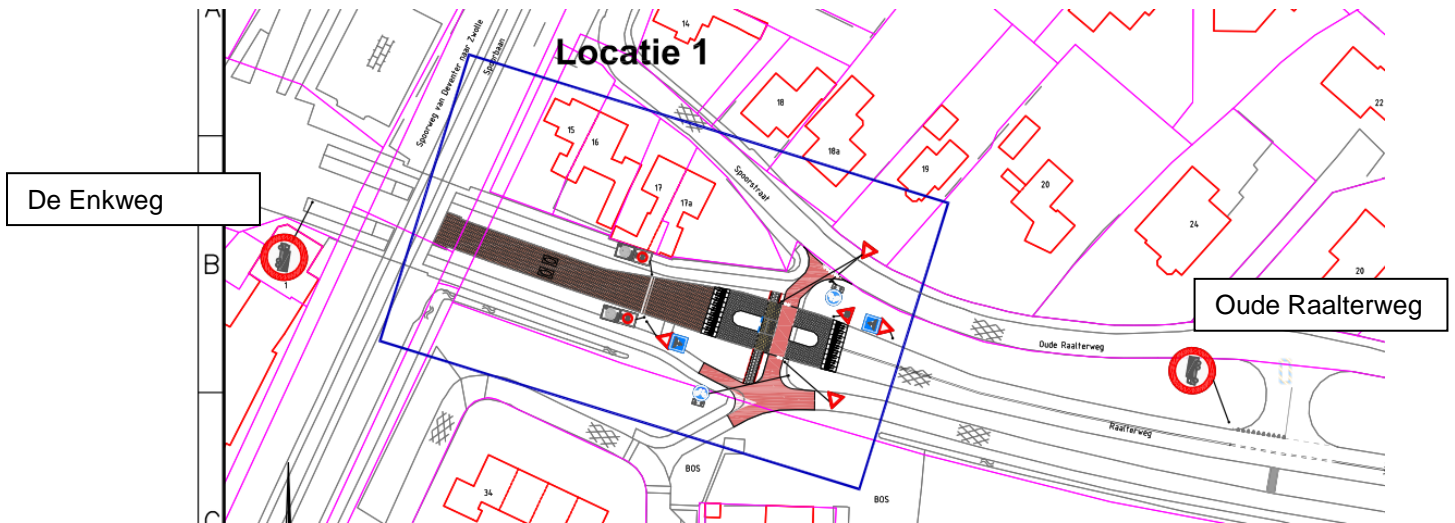 A
Locatie 1
14
Spoorweg van Deventer naar Zwolle
Spoorbaan
18
18a
22
15
16
17
17a
19
20
24
20
Spoorstraat
De Enkweg
B
1
Oude Raalterweg
Oude Raalterweg
Raalterweg
34
BOS
BOS
C